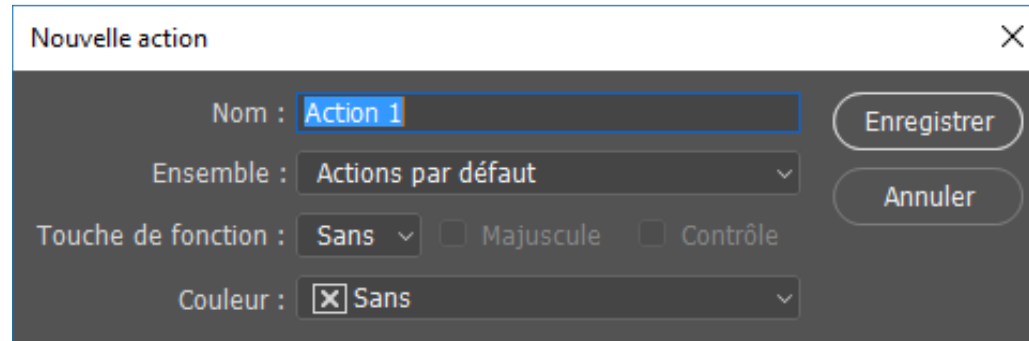 Nouvelle action
Nom : Action 1
Enregistrer
Ensemble : Actions par défaut
Annuler
Touche de fonction : Sans Majuscule Contrôle
Couleur : Sans